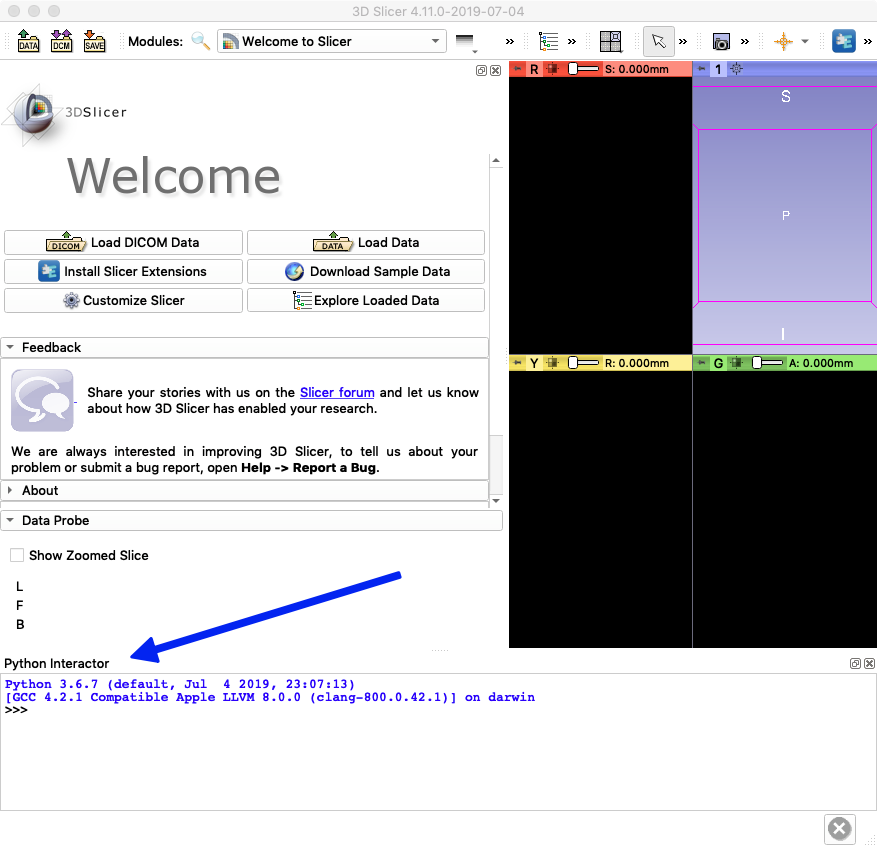 3D Slicer 4.11.0-2019-07-04
DATA
DCM
SAVE
Modules:
Welcome to Slicer
»
»
»
»
»
3DSlicer
Welcome
DICOM
Load DICOM Data
DATA
Load Data
Install Slicer Extensions
Download Sample Data
Customize Slicer
Explore Loaded Data
Feedback
Share your stories with us on the Slicer forum and let us know
about how 3D Slicer has enabled your research.
We are always interested in improving 3D Slicer, to tell us about your
problem or submit a bug report, open Help -> Report a Bug.
About
Data Probe
Show Zoomed Slice
L
F
B
R
S: 0.000mm
1
S
P
I
Y
R: 0.000mm
G
A: 0.000mm
Python Interactor
Python 3.6.7 (default, Jul  4 2019, 23:07:13)
[GCC 4.2.1 Compatible Apple LLVM 8.0.0 (clang-800.0.42.1)] on darwin
>>>